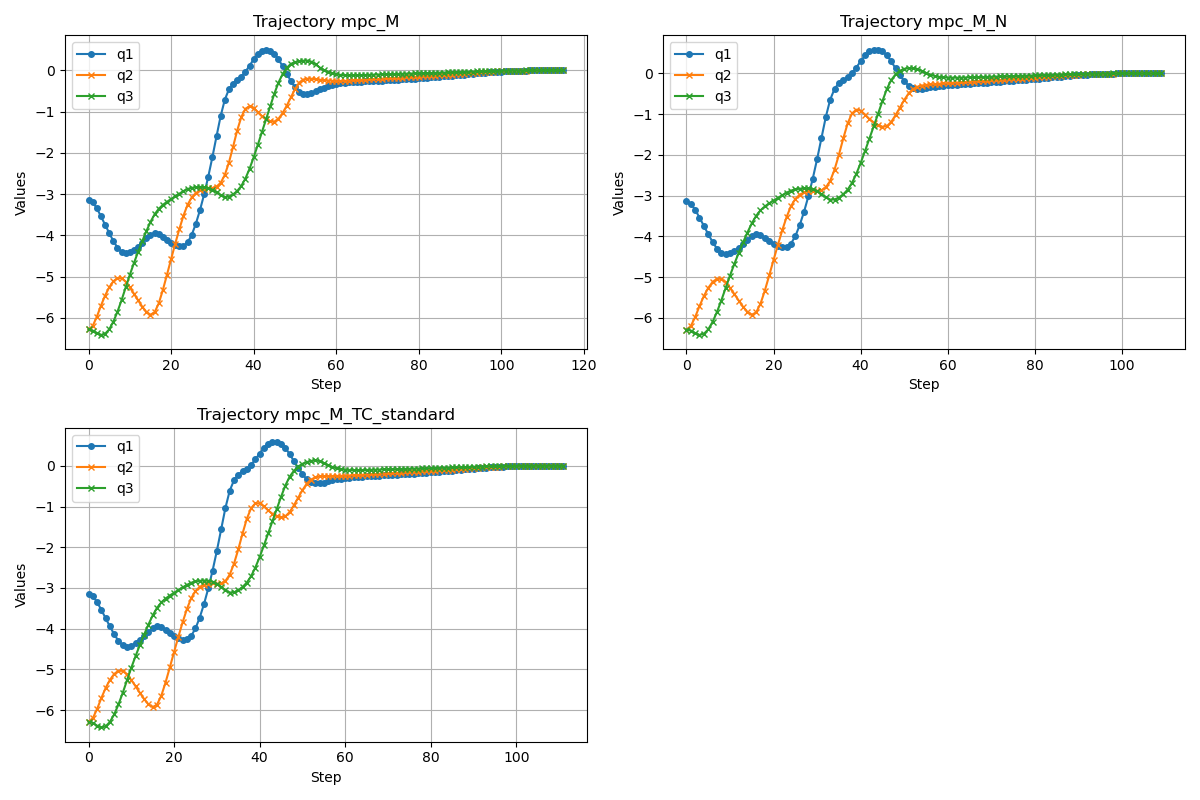 Trajectory mpc_M
q1
q2
q3
Values
0
−1
−2
−3
−4
−5
−6
0 20 40 60 80 100 120
Step
Trajectory mpc_M_N
q1
q2
q3
Values
0
−1
−2
−3
−4
−5
−6
0 20 40 60 80 100
Step
Trajectory mpc_M_TC_standard
q1
q2
q3
Values
0
−1
−2
−3
−4
−5
−6
0 20 40 60 80 100
Step